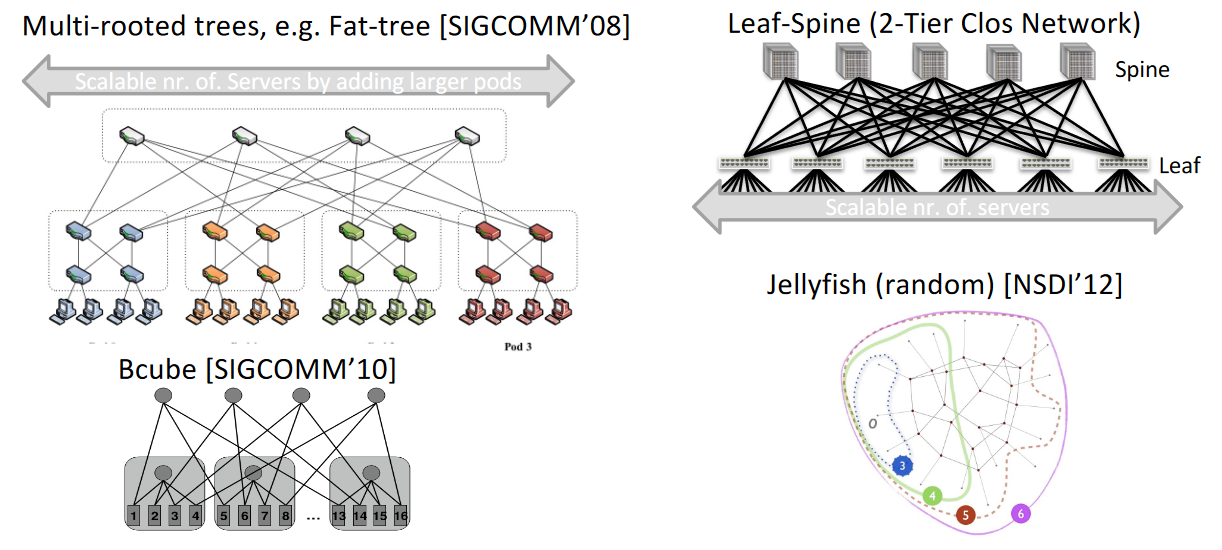 Multi-rooted trees, e.g. Fat-tree [SIGCOMM’08]
Scalable nr. of. Servers by adding larger pods
Pod 3
Leaf-Spine (2-Tier Clos Network)
Spine
Leaf
Scalable nr. of. servers
Bcube [SIGCOMM’10]
1 2 3 4 5 6 7 8 ... 13 14 15 16
Jellyfish (random) [NSDI’12]
O
3
4
5
6